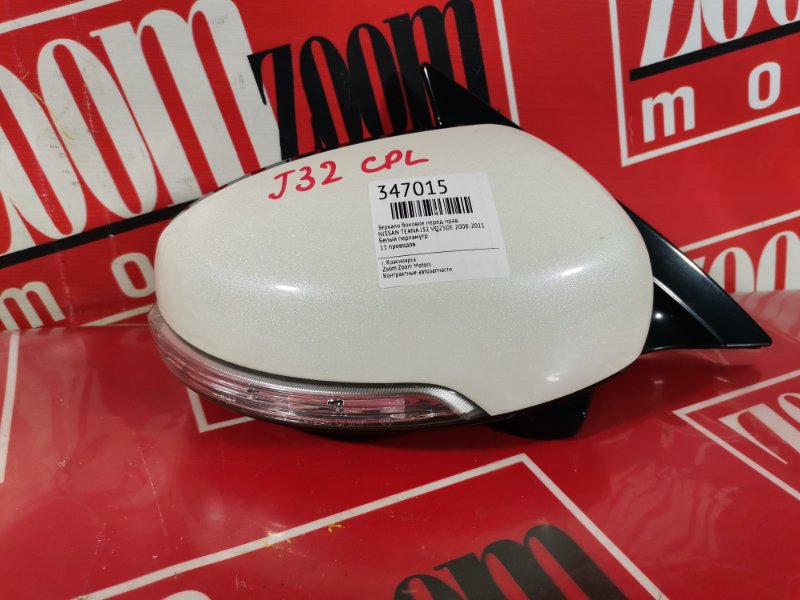 zoom
zoom
zoom
mo
J32 CPL
347015
Зеркало боковое перед. прав.
NISSAN TEANA J32 VQ25DE 2008-2011
Белый перламутр
11 проводов
г. Красноярск
Zoom Zoom Motors
Контрактные автозапчасти
zoom